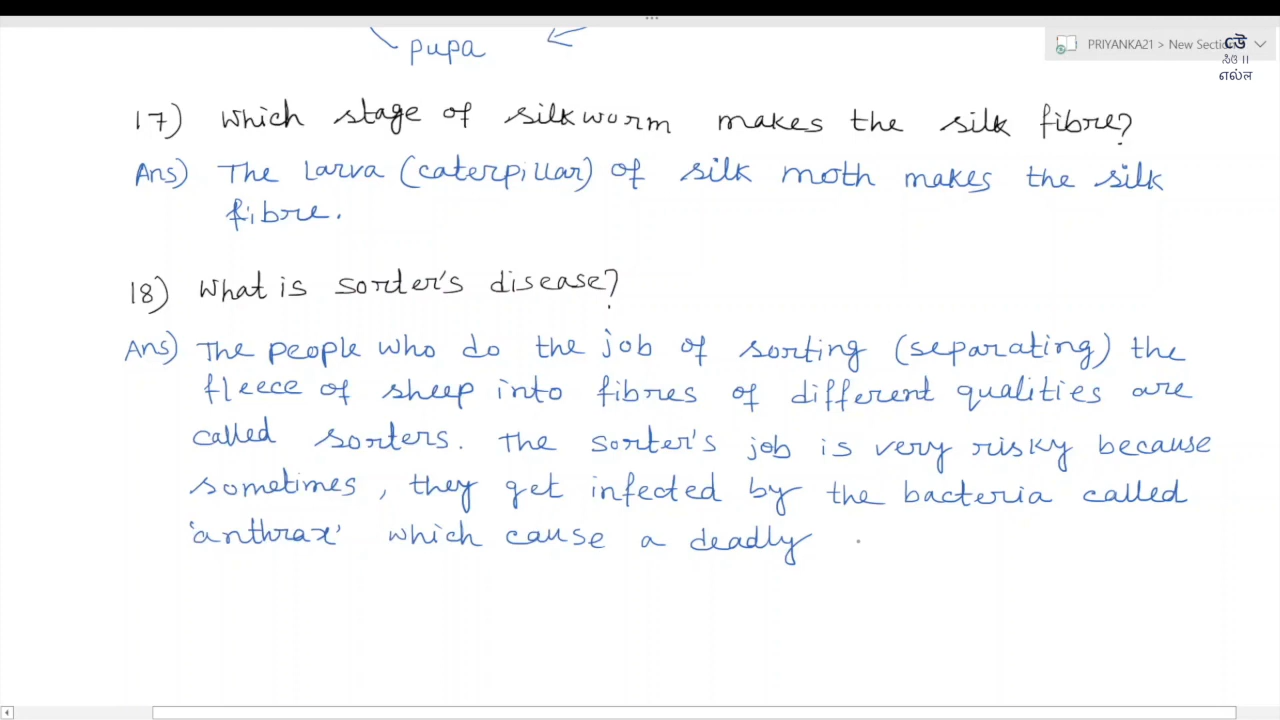 pupa
PRIYANKA21 > New Section
17) Which stage of silkworm makes the silk fibre?
Ans) The Larva (caterpillar) of silk moth makes the silk
fibre.
18) What is sorter's disease?
Ans) The people who do the job of sorting (separating) the
fleece of sheep into fibres of different qualities are
called sorters. The sorter's job is very risky because
sometimes, they get infected by the bacteria called
'anthrax' which cause a deadly